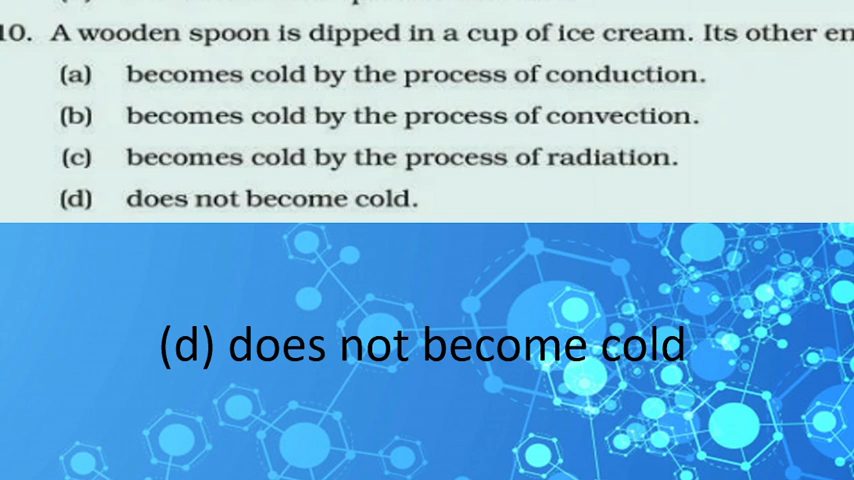 10. A wooden spoon is dipped in a cup of ice cream. Its other en
(a) becomes cold by the process of conduction.
(b) becomes cold by the process of convection.
(c) becomes cold by the process of radiation.
(d) does not become cold.
(d) does not become cold